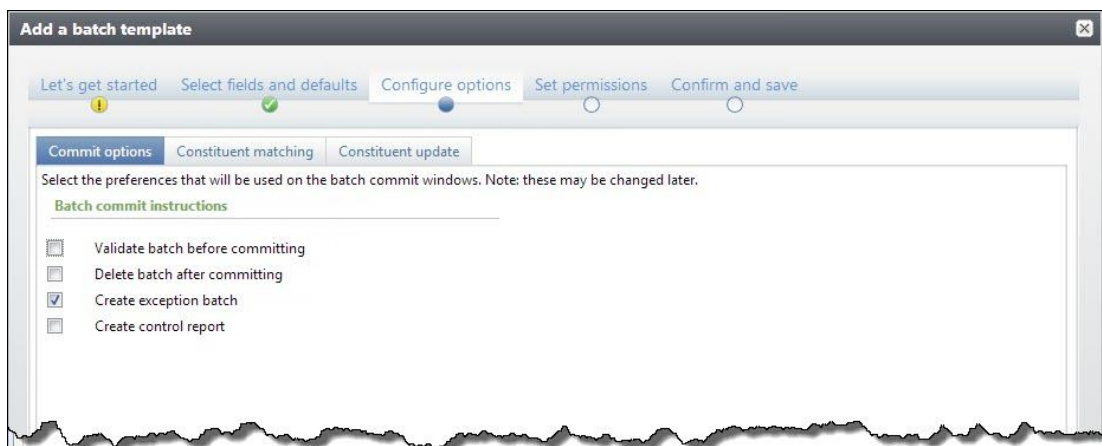 Add a batch template
Let's get started Select fields and defaults Configure options Set permissions Confirm and save
Commit options Constituent matching Constituent update
Select the preferences that will be used on the batch commit windows. Note: these may be changed later.
Batch commit instructions
Validate batch before committing
Delete batch after committing
Create exception batch
Create control report